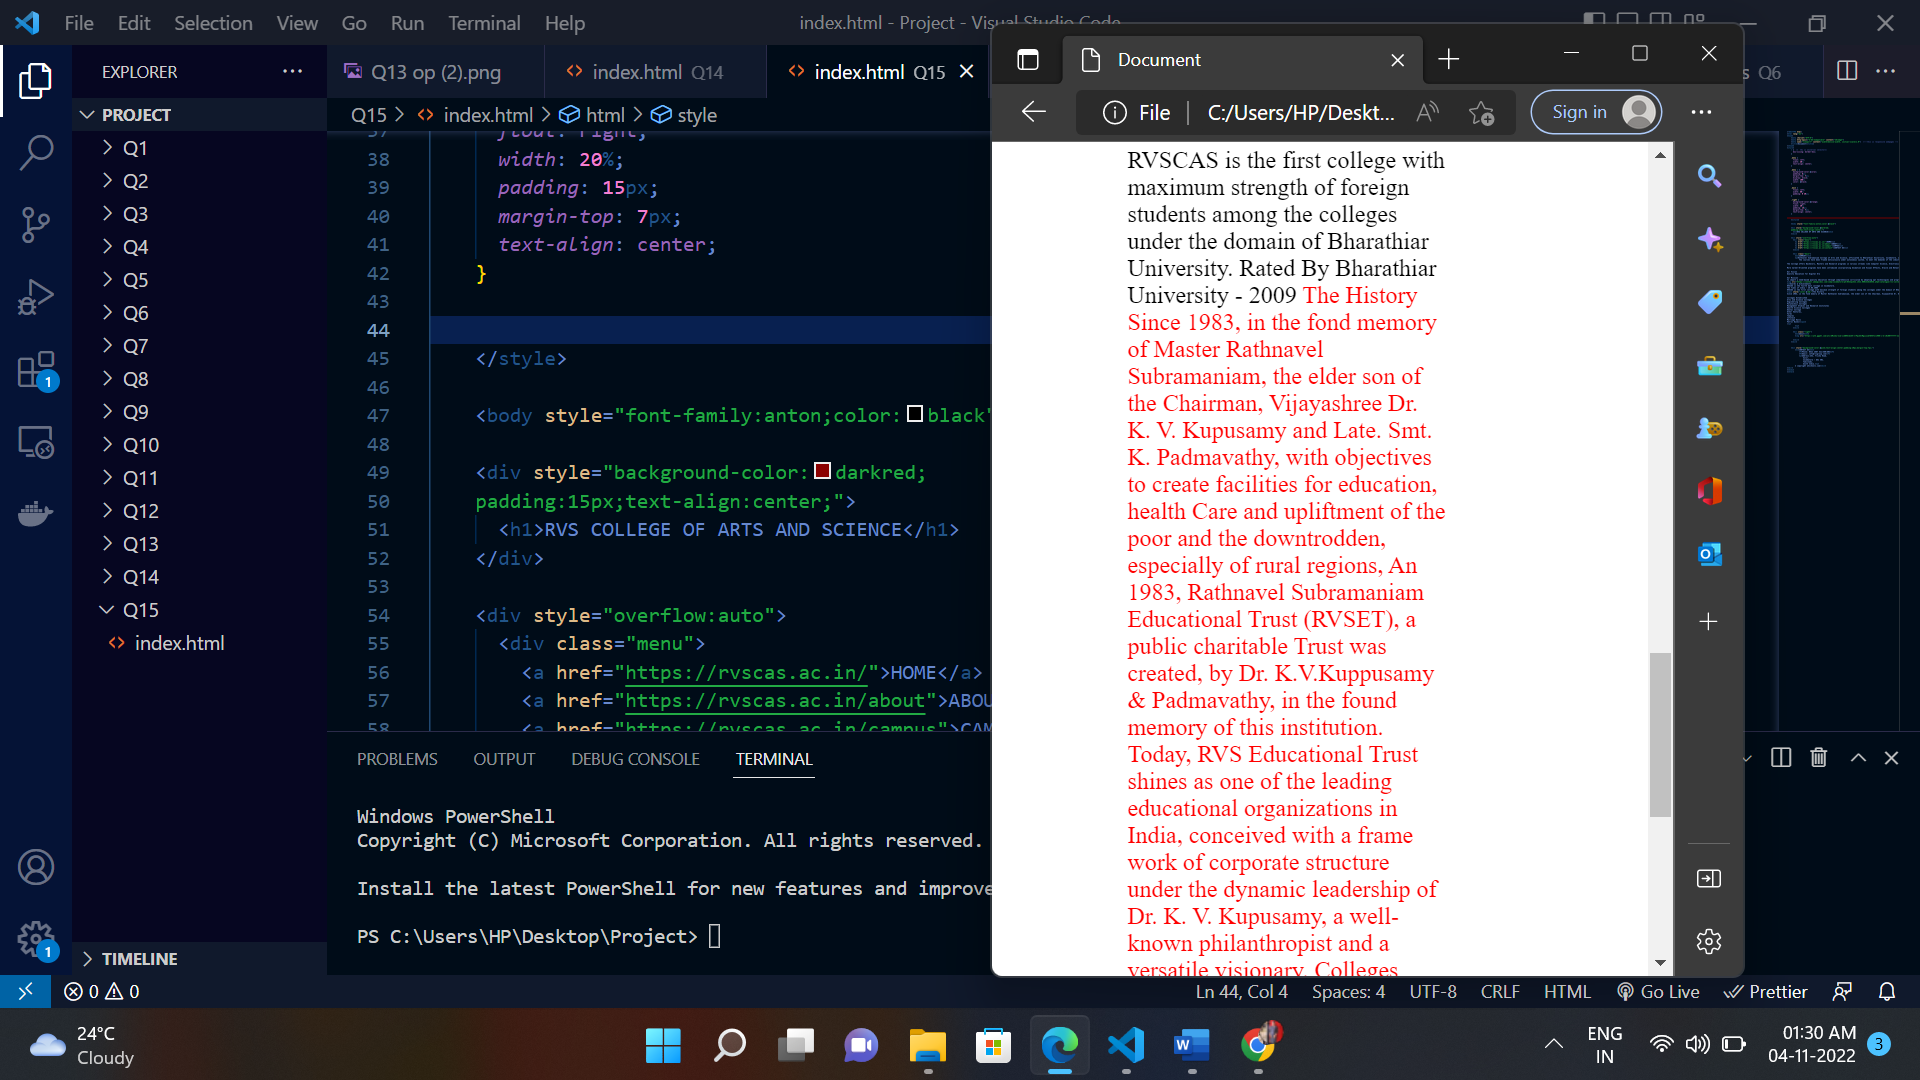 File Edit Selection View Go Run Terminal Help
index.html - Project - Visual Studio Code
EXPLORER
PROJECT
Q1
Q2
Q3
Q4
Q5
Q6
Q7
Q8
Q9
Q10
Q11
Q12
Q13
Q14
Q15
index.html
TIMELINE
Q13 op (2).png
index.html Q14
index.html Q15
s Q6
Q15 > index.html > html > style
37 float: right;
38 width: 20%;
39 padding: 15px;
40 margin-top: 7px;
41 text-align: center;
42 }
43
44
45 </style>
46
47 <body style="font-family:anton;color:black"
48
49 <div style="background-color:darkred;
50 padding:15px;text-align:center;">
51 <h1>RVS COLLEGE OF ARTS AND SCIENCE</h1>
52 </div>
53
54 <div style="overflow:auto">
55 <div class="menu">
56 <a href="https://rvscas.ac.in/">HOME</a>
57 <a href="https://rvscas.ac.in/about">ABOU
58 <a href="https://rvscas.ac.in/campus">CAM
PROBLEMS OUTPUT DEBUG CONSOLE TERMINAL
Windows PowerShell
Copyright (C) Microsoft Corporation. All rights reserved.
Install the latest PowerShell for new features and improve
PS C:\Users\HP\Desktop\Project>
Document
File C:/Users/HP/Deskt... Sign in
RVSCAS is the first college with
maximum strength of foreign
students among the colleges
under the domain of Bharathiar
University. Rated By Bharathiar
University - 2009 The History
Since 1983, in the fond memory
of Master Rathnavel
Subramaniam, the elder son of
the Chairman, Vijayashree Dr.
K. V. Kupusamy and Late. Smt.
K. Padmavathy, with objectives
to create facilities for education,
health Care and upliftment of the
poor and the downtrodden,
especially of rural regions, An
1983, Rathnavel Subramaniam
Educational Trust (RVSET), a
public charitable Trust was
created, by Dr. K.V.Kuppusamy
& Padmavathy, in the found
memory of this institution.
Today, RVS Educational Trust
shines as one of the leading
educational organizations in
India, conceived with a frame
work of corporate structure
under the dynamic leadership of
Dr. K. V. Kupusamy, a well-
known philanthropist and a
versatile visionary. Colleges
0 0
Ln 44, Col 4 Spaces: 4 UTF-8 CRLF HTML Go Live Prettier
24°C
Cloudy
ENG
IN
01:30 AM
04-11-2022
3
1
1